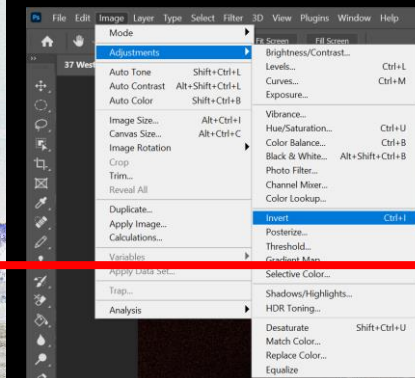 Ps File Edit Image Layer Type Select Filter 3D View Plugins Window Help
Fit Screen Fill Screen
37 West
Mode
Adjustments
Auto Tone Shift+Ctrl+L
Auto Contrast Alt+Shift+Ctrl+L
Auto Color Shift+Ctrl+B
Image Size... Alt+Ctrl+I
Canvas Size... Alt+Ctrl+C
Image Rotation
Crop
Trim...
Reveal All
Duplicate...
Apply Image...
Calculations...
Variables
Apply Data Set...
Trap...
Analysis
Brightness/Contrast...
Levels... Ctrl+L
Curves... Ctrl+M
Exposure...
Vibrance...
Hue/Saturation... Ctrl+U
Color Balance... Ctrl+B
Black & White... Alt+Shift+Ctrl+B
Photo Filter...
Channel Mixer...
Color Lookup...
Invert Ctrl+I
Posterize...
Threshold...
Gradient Map...
Selective Color...
Shadows/Highlights...
HDR Toning...
Desaturate Shift+Ctrl+U
Match Color...
Replace Color...
Equalize